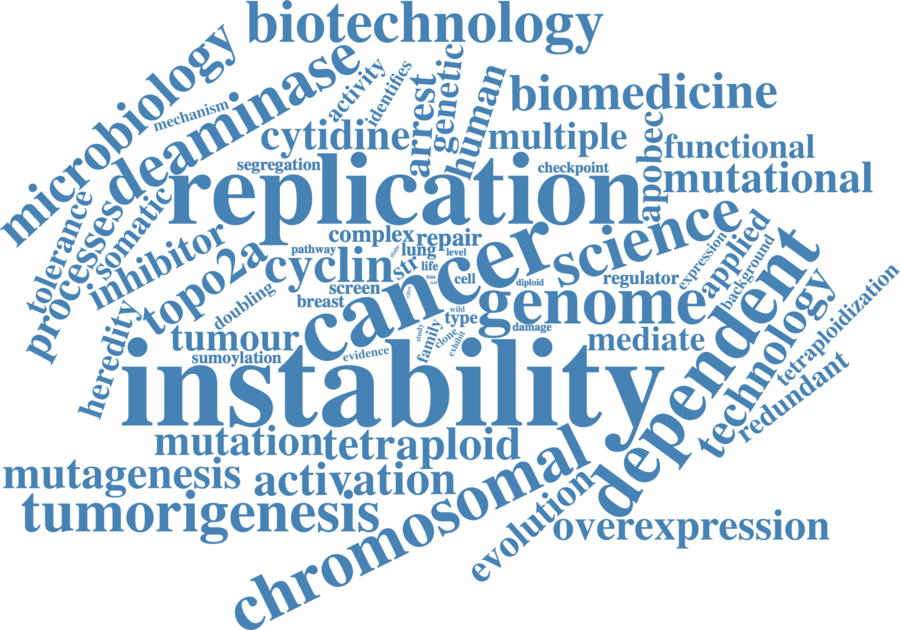 biotechnology
microbiology
deaminase
mechanism
activity
identifies
arrest
genetic
human
biomedicine
cytidine
multiple
apobec
functional
segregation
checkpoint
mutational
replication
tolerance
processes
somatic
inhibitor
complex
repair
science
pathway
lung
level
cyclin
str
life
cell
diploid
cancer
regulator
expression
applied
background
topo2a
screen
breast
doubling
genome
dependent
heredity
tumour
wild
type
damage
mediate
technology
tetraploidization
sumoylation
evidence
study
family
clone
exhibit
redundant
instability
mutation
tetraploid
mutagenesis
activation
chromosomal
tumorigenesis
evolution
overexpression